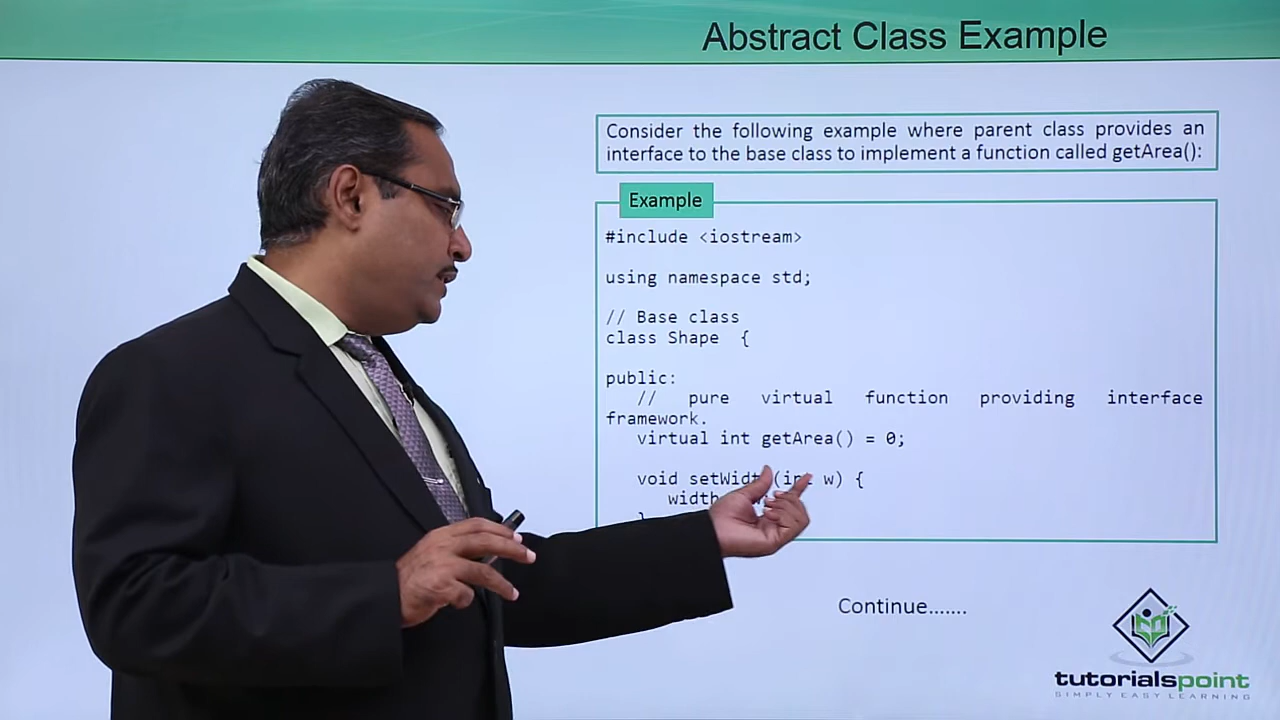 Abstract Class Example
Consider the following example where parent class provides an
interface to the base class to implement a function called getArea():
Example
#include <iostream>
using namespace std;
// Base class
class Shape {
public:
// pure virtual function providing interface
framework.
virtual int getArea() = 0;
void setWidth(int w) {
width
}
Continue.......
tutorialspoint
SIMPLY EASY LEARNING